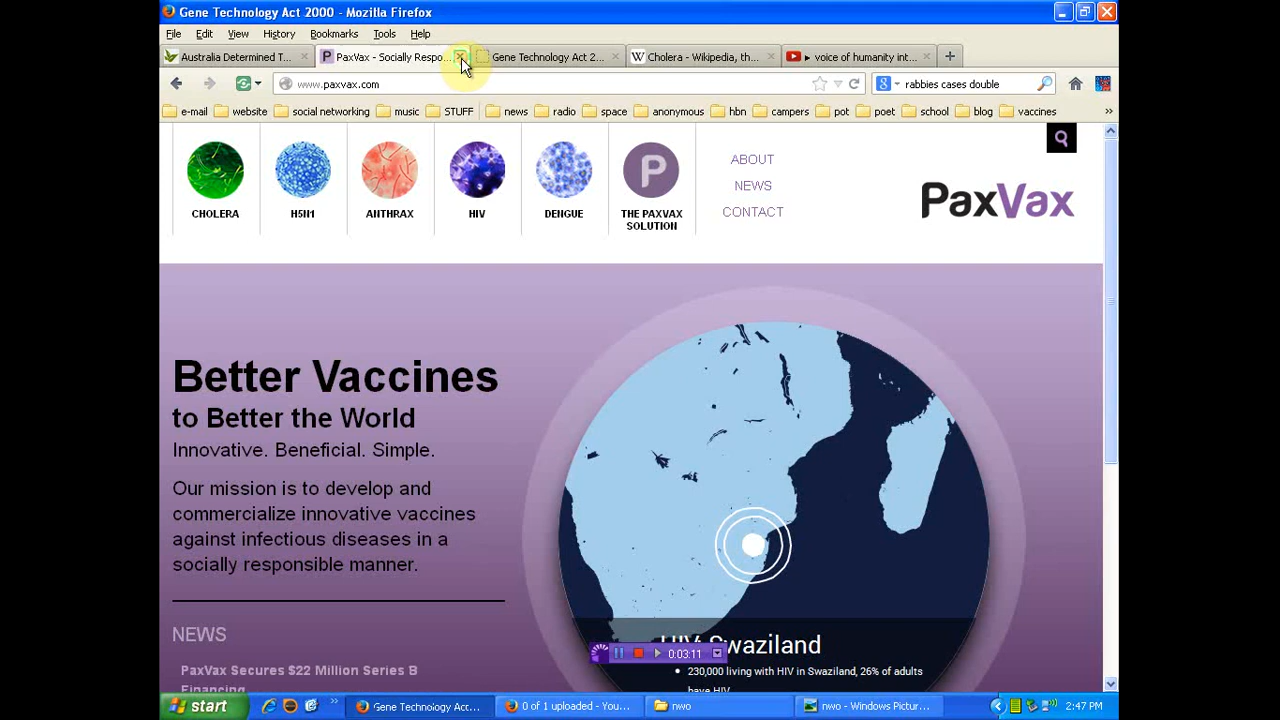 Gene Technology Act 2000 - Mozilla Firefox
File Edit View History Bookmarks Tools Help
Australia Determined T... PaxVax - Socially Respo... Gene Technology Act 2... W Cholera - Wikipedia, th... ► voice of humanity int...
www.paxvax.com rabbies cases double
e-mail website social networking music STUFF news radio space anonymous hbn campers pot poet school blog vaccines »
CHOLERA H5N1 ANTHRAX HIV DENGUE THE PAXVAX SOLUTION
ABOUT
NEWS
CONTACT
PaxVax
Better Vaccines
to Better the World
Innovative. Beneficial. Simple.
Our mission is to develop and
commercialize innovative vaccines
against infectious diseases in a
socially responsible manner.
NEWS
PaxVax Secures $22 Million Series B
Financing
HIV: Swaziland
0:03:11
• 230,000 living with HIV in Swaziland, 26% of adults
have HIV
start Gene Technology Act... 0 of 1 uploaded - You... nwo nwo - Windows Pictur... 2:47 PM